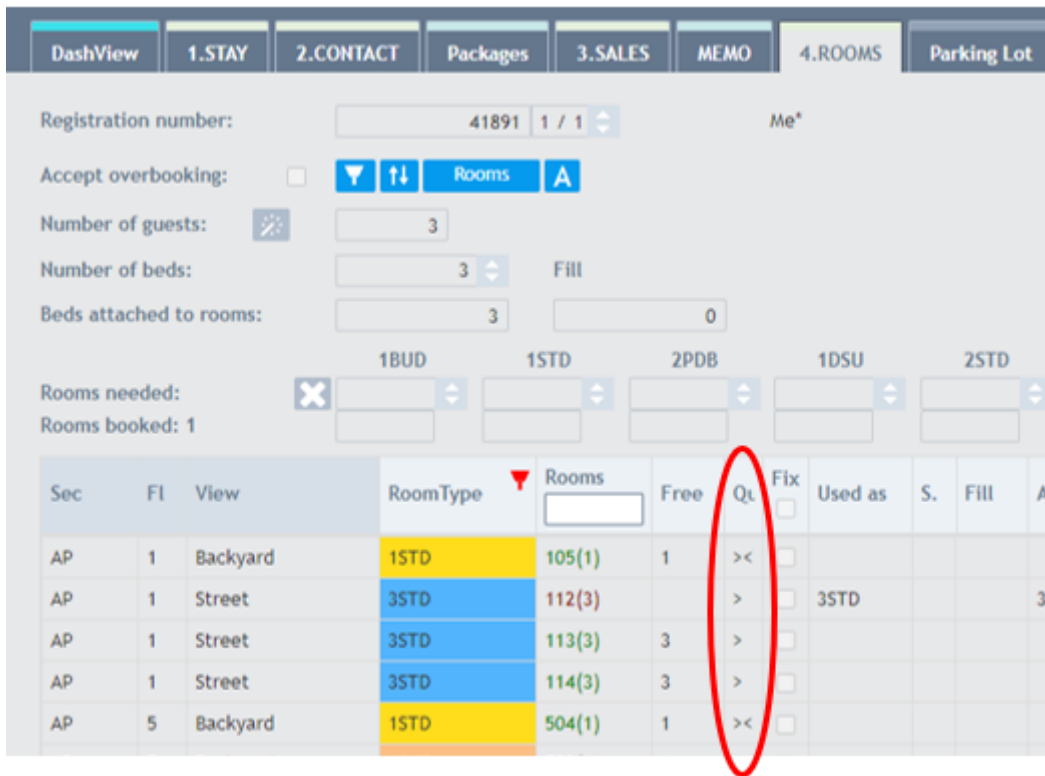 DashView 1.STAY 2.CONTACT Packages 3.SALES MEMO 4.ROOMS Parking Lot
Registration number: 41891 1 / 1 Me*
Accept overbooking: Rooms A
Number of guests: 3
Number of beds: 3 Fill
Beds attached to rooms: 3 0
1BUD 1STD 2PDB 1DSU 2STD
Rooms needed:
Rooms booked: 1
Sec Fl View RoomType Rooms Free Qu Fix Used as S. Fill A
AP 1 Backyard 1STD 105(1) 1 ><
AP 1 Street 3STD 112(3) > 3STD 3
AP 1 Street 3STD 113(3) 3 >
AP 1 Street 3STD 114(3) 3 >
AP 5 Backyard 1STD 504(1) 1 ><